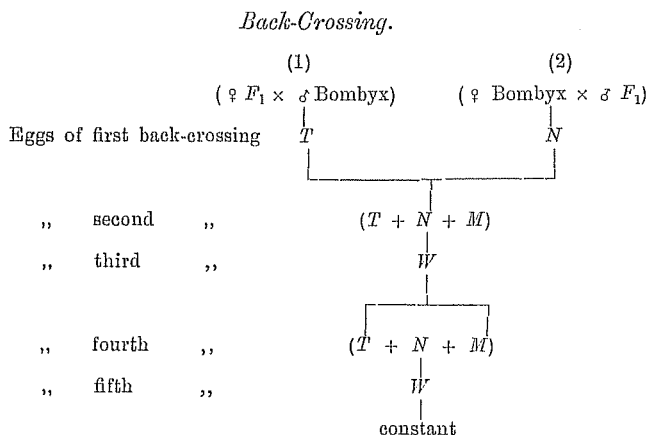 Back-Crossing.
(1) (2)
(♀ F₁ × ♂ Bombyx) (♀ Bombyx × ♂ F₁)
Eggs of first back-crossing T N
„ second „ (T + N + M)
„ third „ W
„ fourth „ (T + N + M)
„ fifth „ W
constant